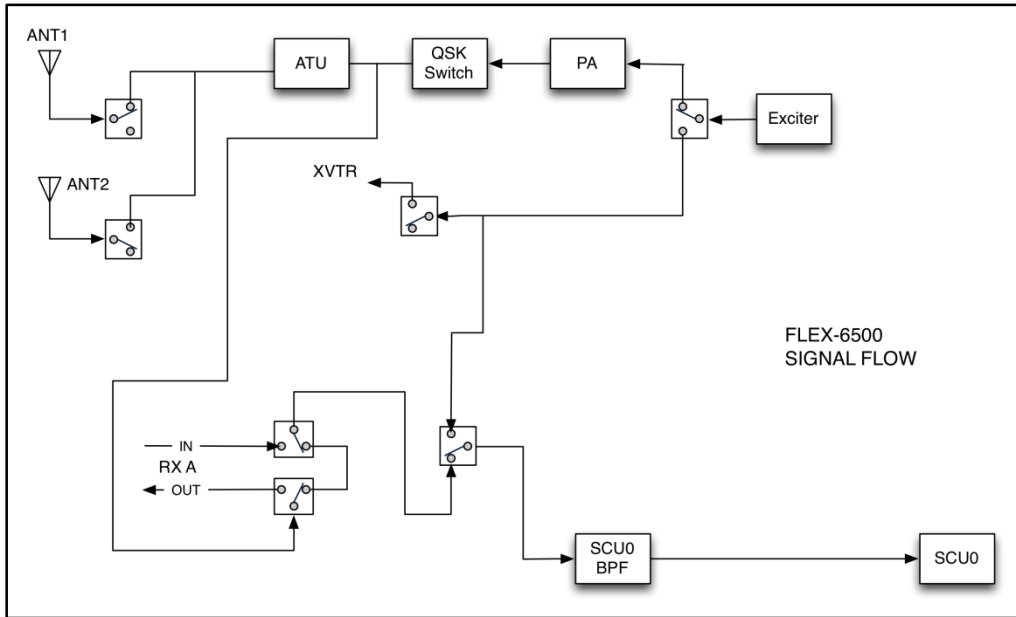 ANT1
ATU
QSK
Switch
PA
Exciter
ANT2
XVTR
FLEX-6500
SIGNAL FLOW
IN
RX A
OUT
SCU0
BPF
SCU0